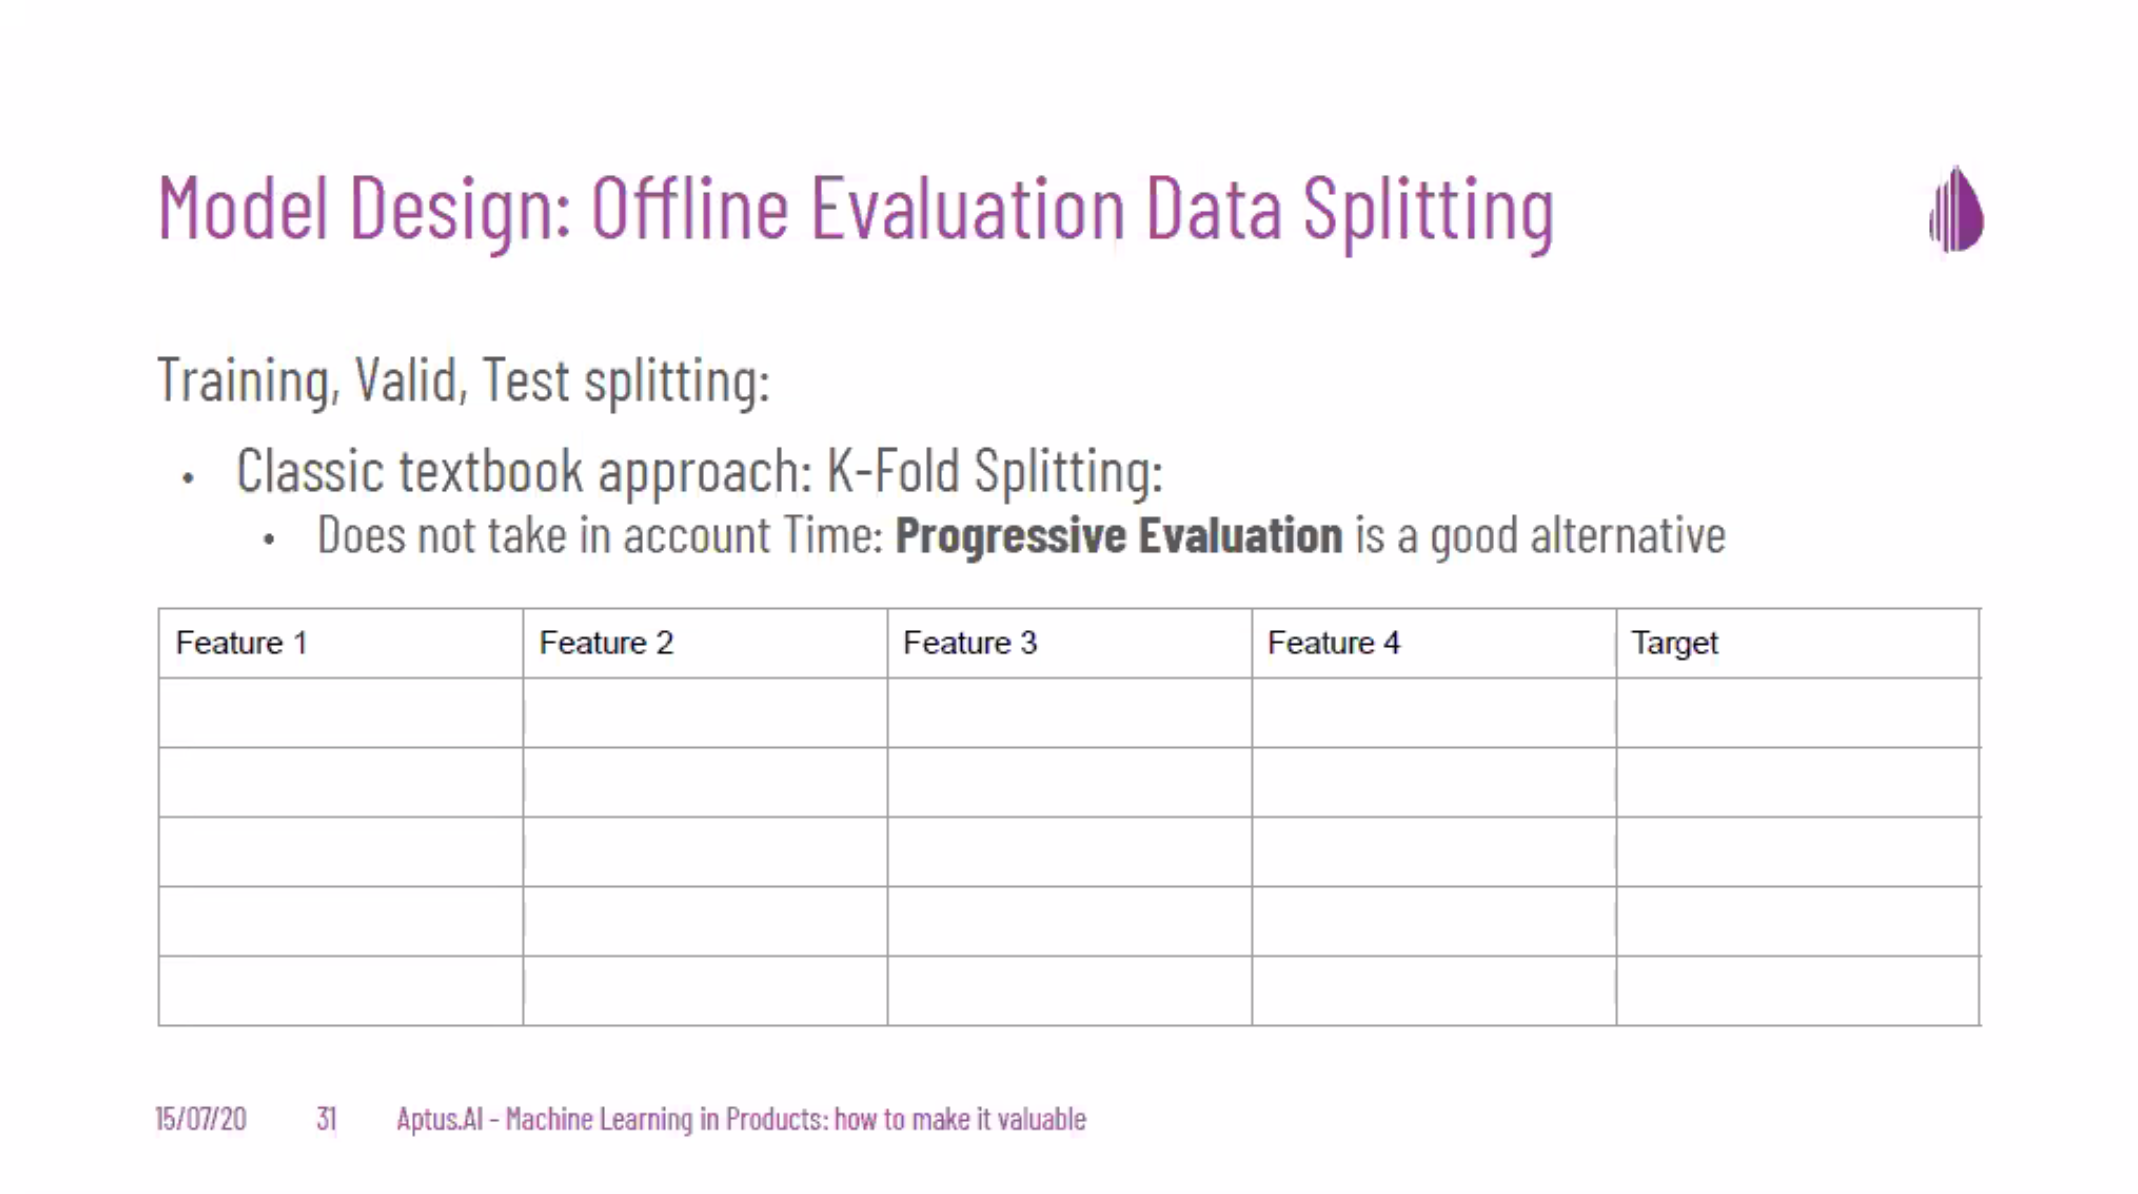 Model Design: Offline Evaluation Data Splitting
Training, Valid, Test splitting:
• Classic textbook approach: K-Fold Splitting:
• Does not take in account Time: Progressive Evaluation is a good alternative
Feature 1 Feature 2 Feature 3 Feature 4 Target
15/07/20 31 Aptus.AI - Machine Learning in Products: how to make it valuable